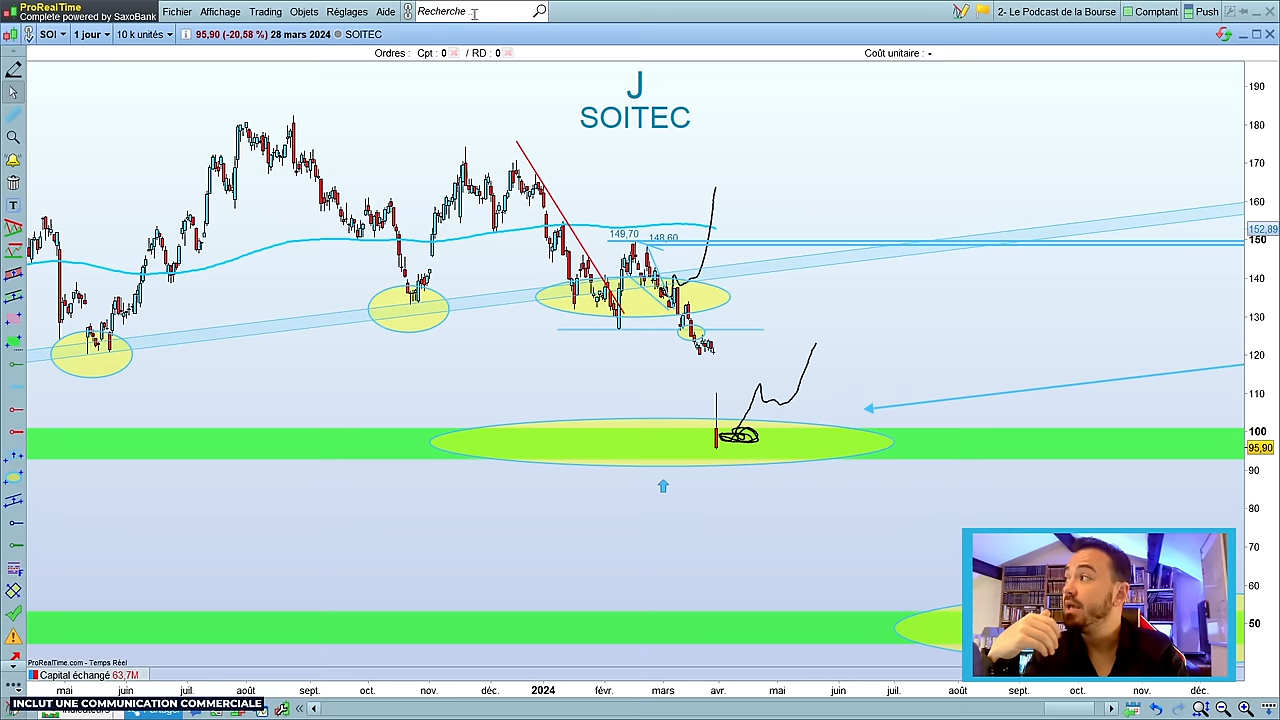 ProRealTime
Complete powered by SaxoBank
Fichier Affichage Trading Objets Réglages Aide
Recherche ...
2- Le Podcast de la Bourse
Comptant
Push
SOI
1 jour
10 k unités
95,90 (-20,58 %) 28 mars 2024
SOITEC
Ordres : Cpt : 0 / RD : 0
Coût unitaire : -
J
SOITEC
149,70
148,60
190
180
170
160
152,89
150
140
130
120
110
100
95,90
90
80
70
60
50
ProRealTime.com - Temps Réel
Capital échangé 63,7M
mai juin juil. août sept. oct. nov. déc. 2024 févr. mars avr. mai juin juil. août sept. oct. nov. déc.
INCLUT UNE COMMUNICATION COMMERCIALE